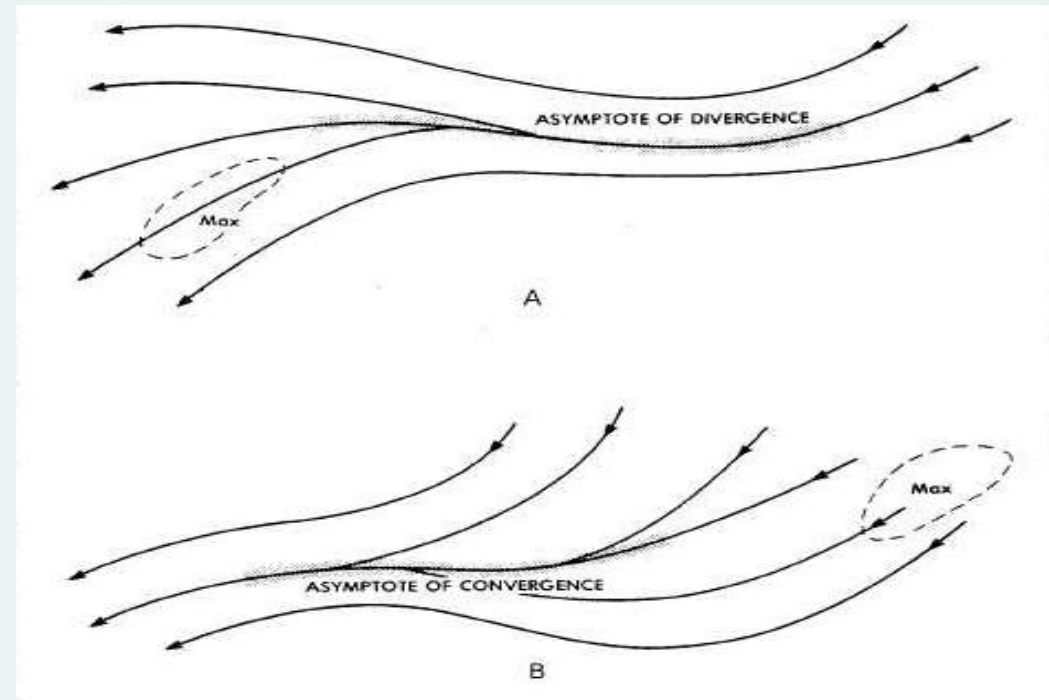 ASYMPTOTE OF DIVERGENCE
Max
A
Max
ASYMPTOTE OF CONVERGENCE
B